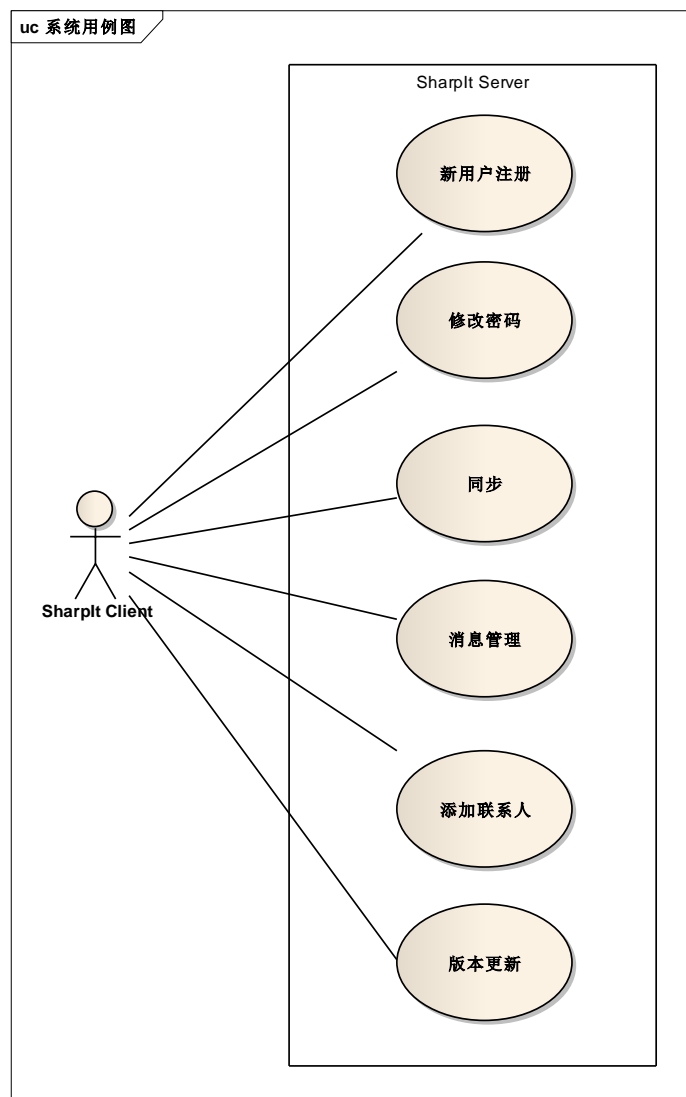 uc 系统用例图
SharpIt Server
新用户注册
修改密码
同步
SharpIt Client
消息管理
添加联系人
版本更新